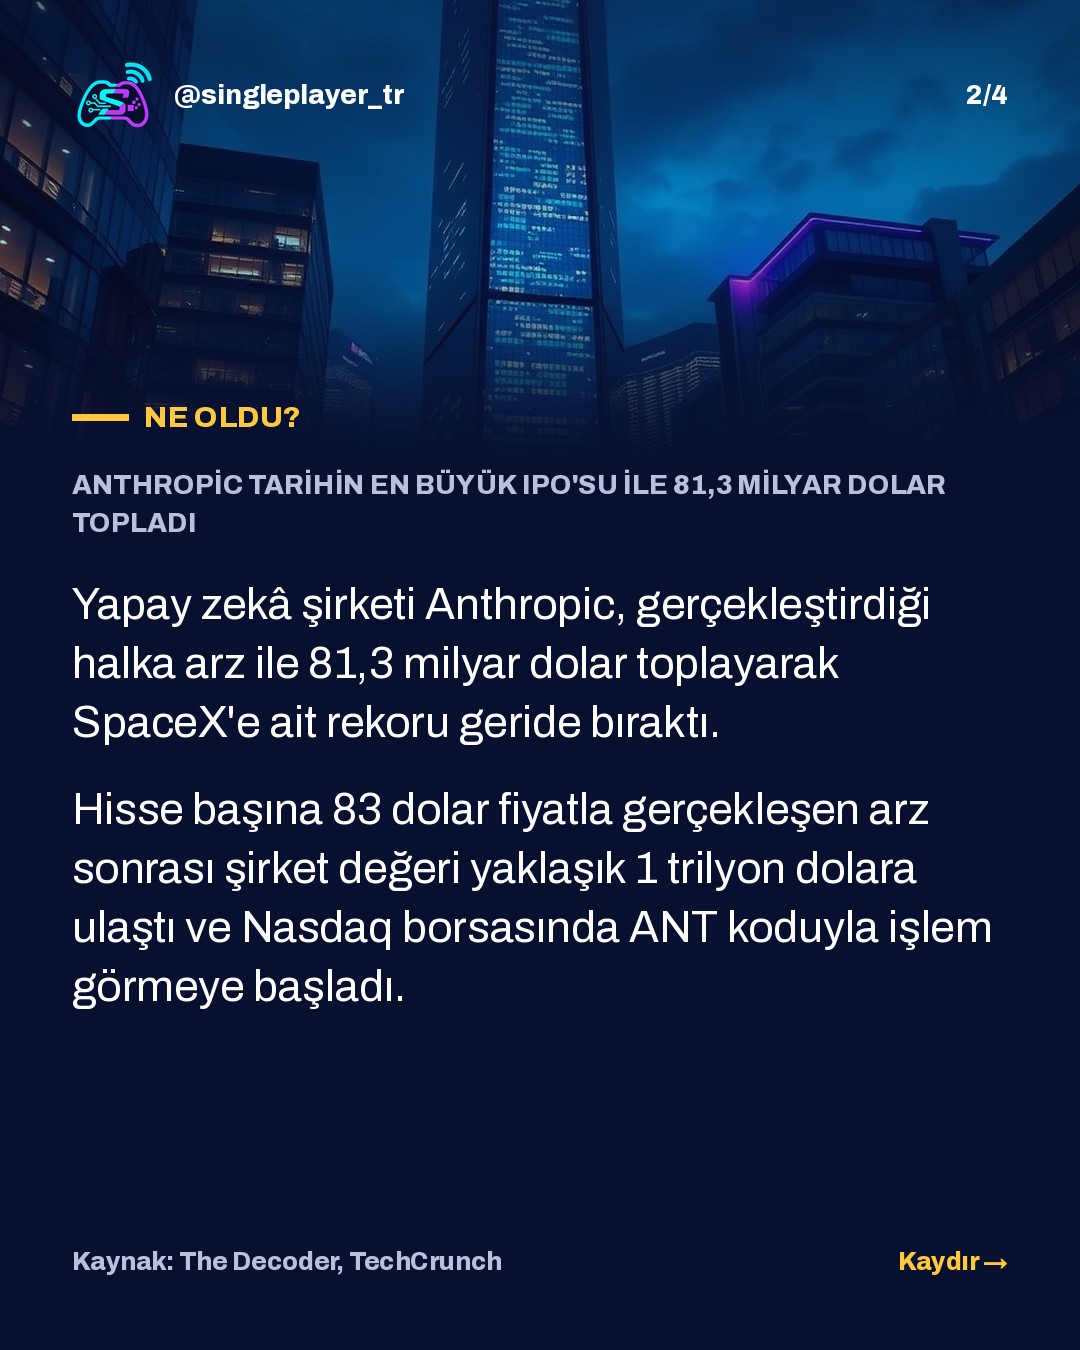 @singleplayer_tr
2/4
NE OLDU?
ANTHROPİC TARİHİN EN BÜYÜK IPO'SU İLE 81,3 MİLYAR DOLAR
TOPLADI
Yapay zekâ şirketi Anthropic, gerçekleştirdiği
halka arz ile 81,3 milyar dolar toplayarak
SpaceX'e ait rekoru geride bıraktı.
Hisse başına 83 dolar fiyatla gerçekleşen arz
sonrası şirket değeri yaklaşık 1 trilyon dolara
ulaştı ve Nasdaq borsasında ANT koduyla işlem
görmeye başladı.
Kaynak: The Decoder, TechCrunch
Kaydır→